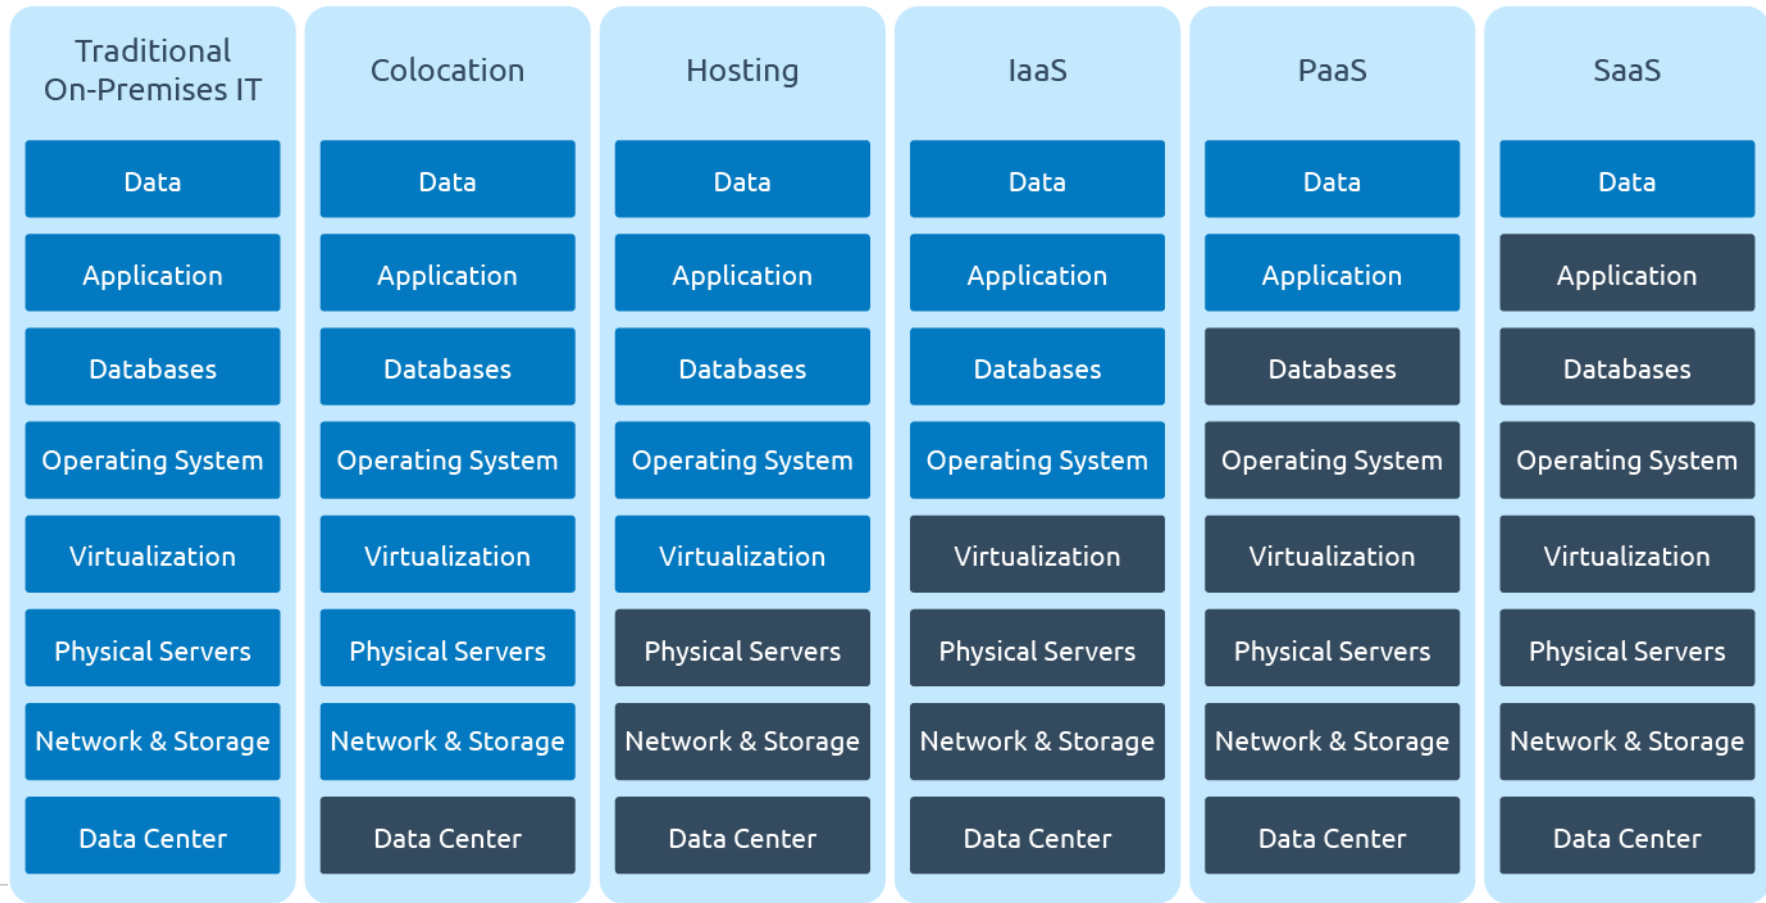 Traditional
On-Premises IT
Data
Application
Databases
Operating System
Virtualization
Physical Servers
Network & Storage
Data Center
Colocation
Data
Application
Databases
Operating System
Virtualization
Physical Servers
Network & Storage
Data Center
Hosting
Data
Application
Databases
Operating System
Virtualization
Physical Servers
Network & Storage
Data Center
IaaS
Data
Application
Databases
Operating System
Virtualization
Physical Servers
Network & Storage
Data Center
PaaS
Data
Application
Databases
Operating System
Virtualization
Physical Servers
Network & Storage
Data Center
SaaS
Data
Application
Databases
Operating System
Virtualization
Physical Servers
Network & Storage
Data Center